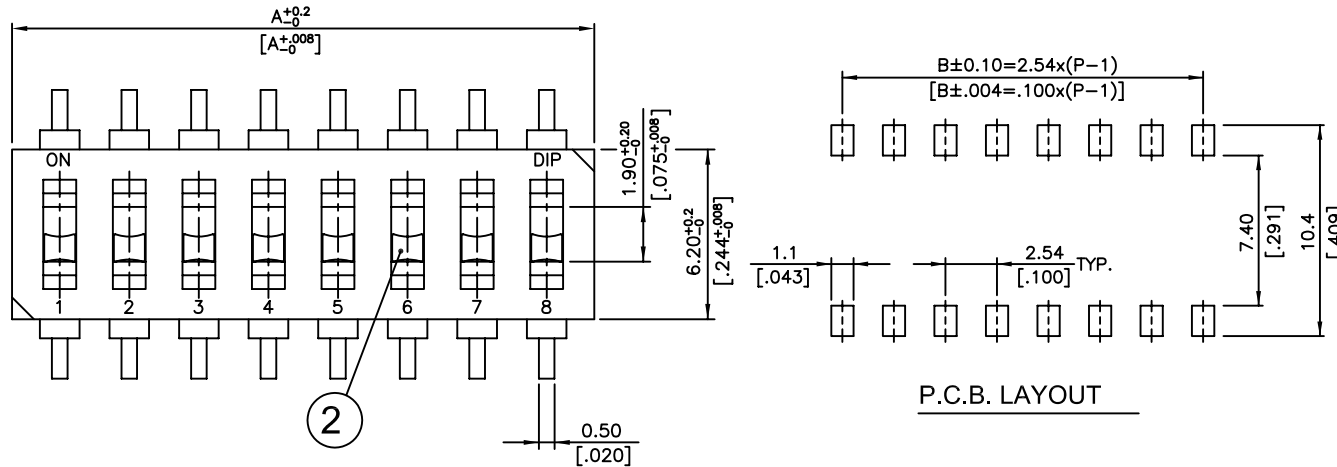 A+0.2-0
[A+.008-0]
ON
DIP
1.90+0.20-0
[.075+.008-0]
6.20+0.2-0
[.244+.008-0]
1 2 3 4 5 6 7 8
2
0.50
[.020]
B±0.10=2.54x(P-1)
[B±.004=.100x(P-1)]
1.1
[.043]
2.54
[.100]
TYP.
7.40
[.291]
10.4
[.409]
P.C.B. LAYOUT